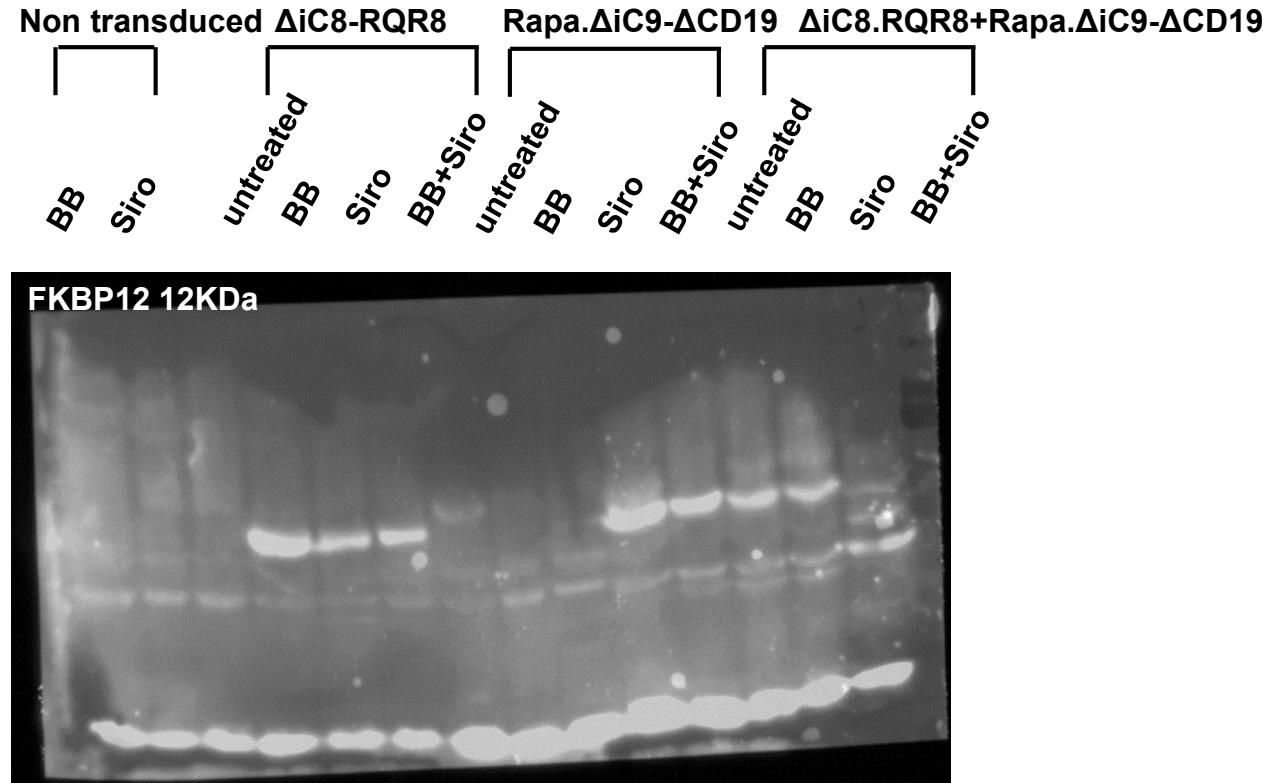 Non transduced ΔiC8-RQR8 Rapa.ΔiC9-ΔCD19 ΔiC8.RQR8+Rapa.ΔiC9-ΔCD19
BB Siro untreated BB Siro BB+Siro untreated BB Siro BB+Siro untreated BB Siro BB+Siro
FKBP12 12KDa